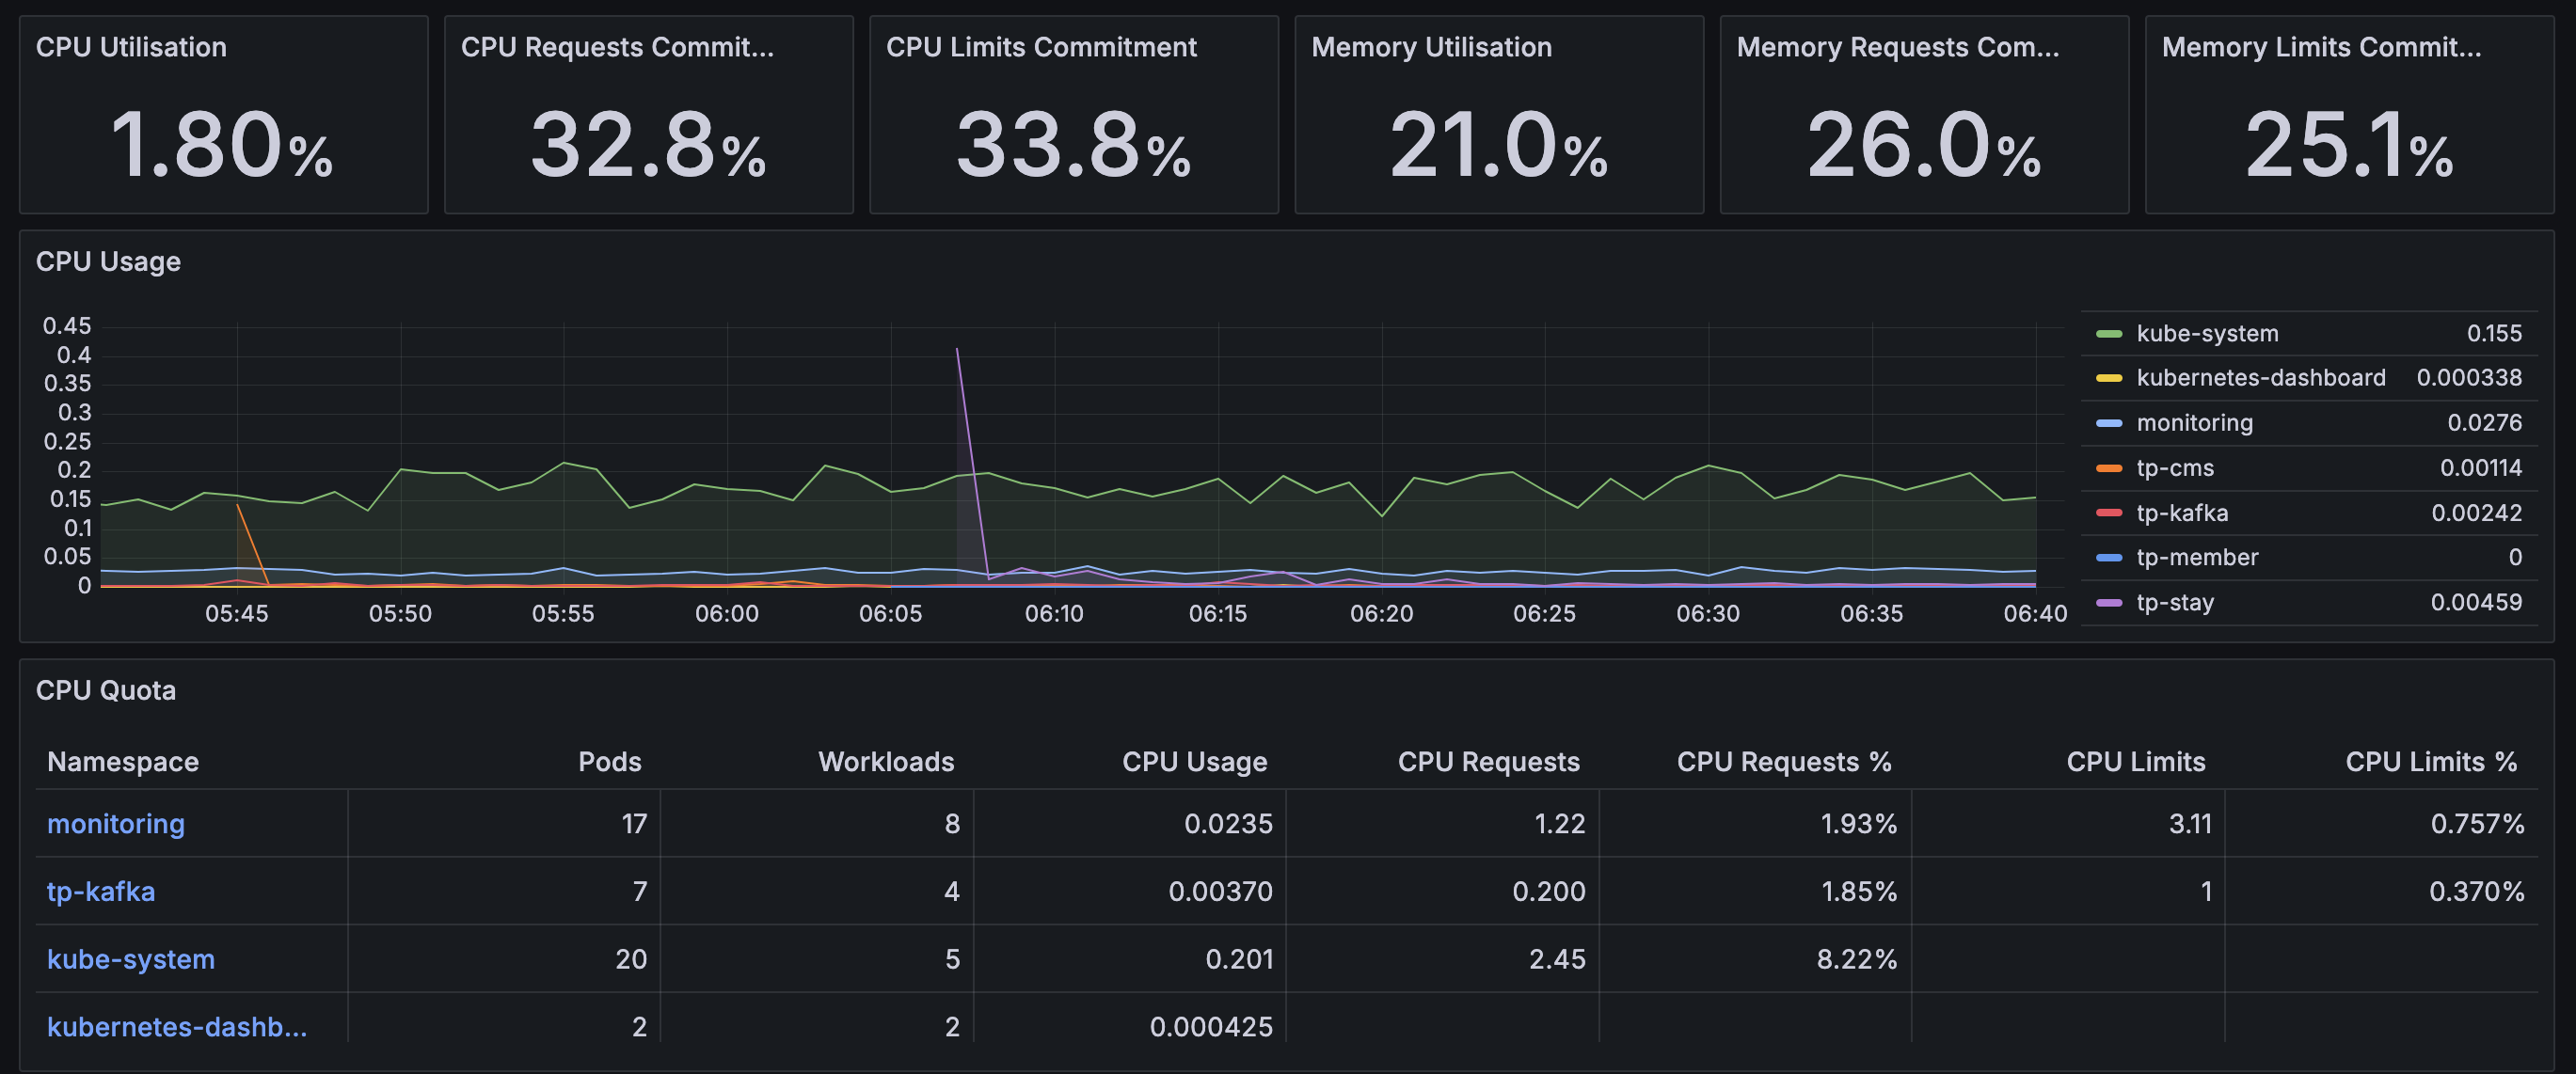 CPU Utilisation
1.80%
CPU Requests Commit...
32.8%
CPU Limits Commitment
33.8%
Memory Utilisation
21.0%
Memory Requests Com...
26.0%
Memory Limits Commit...
25.1%
CPU Usage
0.45
0.4
0.35
0.3
0.25
0.2
0.15
0.1
0.05
0
05:45 05:50 05:55 06:00 06:05 06:10 06:15 06:20 06:25 06:30 06:35 06:40
kube-system 0.155
kubernetes-dashboard 0.000338
monitoring 0.0276
tp-cms 0.00114
tp-kafka 0.00242
tp-member 0
tp-stay 0.00459
CPU Quota
Namespace Pods Workloads CPU Usage CPU Requests CPU Requests % CPU Limits CPU Limits %
monitoring 17 8 0.0235 1.22 1.93% 3.11 0.757%
tp-kafka 7 4 0.00370 0.200 1.85% 1 0.370%
kube-system 20 5 0.201 2.45 8.22%
kubernetes-dashb... 2 2 0.000425